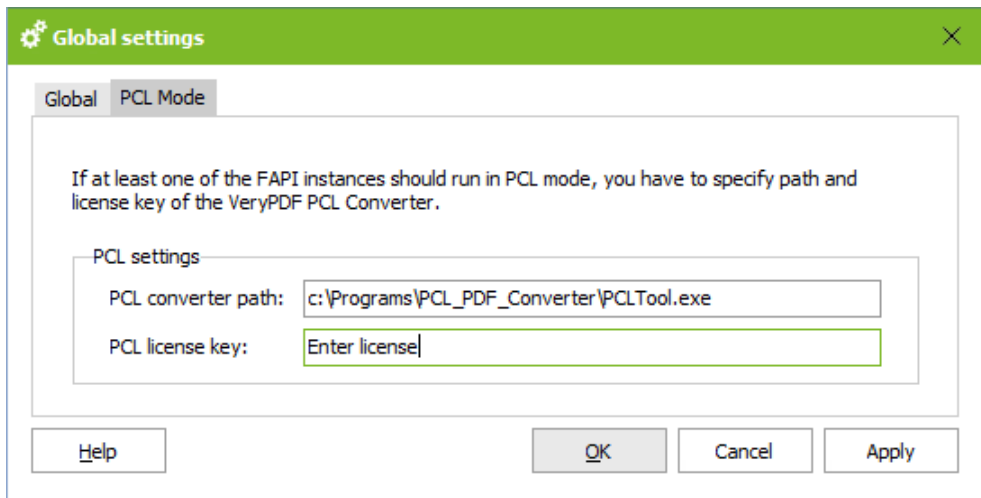 Global settings
Global PCL Mode
If at least one of the FAPI instances should run in PCL mode, you have to specify path and
license key of the VeryPDF PCL Converter.
PCL settings
PCL converter path: c:\Programs\PCL_PDF_Converter\PCLTool.exe
PCL license key: Enter license
Help OK Cancel Apply